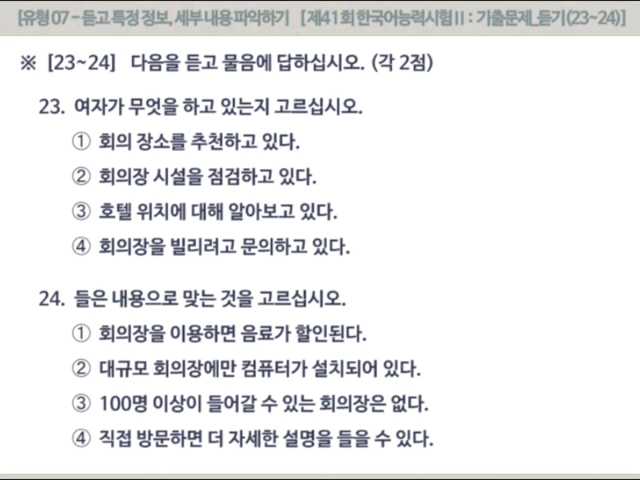 [유형 07 - 듣고 특정 정보, 세부 내용 파악하기 [제41회 한국어능력시험Ⅱ : 기출문제_듣기(23~24)]
※ [23~24] 다음을 듣고 물음에 답하십시오. (각 2점)
23. 여자가 무엇을 하고 있는지 고르십시오.
① 회의 장소를 추천하고 있다.
② 회의장 시설을 점검하고 있다.
③ 호텔 위치에 대해 알아보고 있다.
④ 회의장을 빌리려고 문의하고 있다.
24. 들은 내용으로 맞는 것을 고르십시오.
① 회의장을 이용하면 음료가 할인된다.
② 대규모 회의장에만 컴퓨터가 설치되어 있다.
③ 100명 이상이 들어갈 수 있는 회의장은 없다.
④ 직접 방문하면 더 자세한 설명을 들을 수 있다.